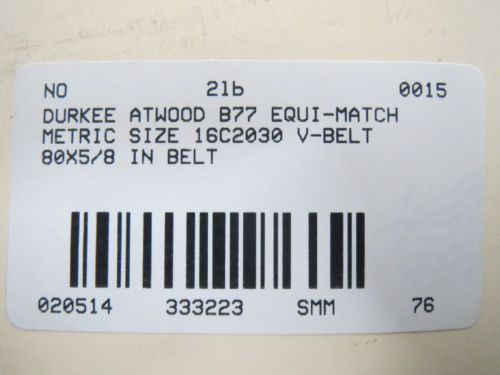 NO 2lb 0015
DURKEE ATWOOD B77 EQUI-MATCH
METRIC SIZE 16C2030 V-BELT
80X5/8 IN BELT
020514 333223 SMM 76